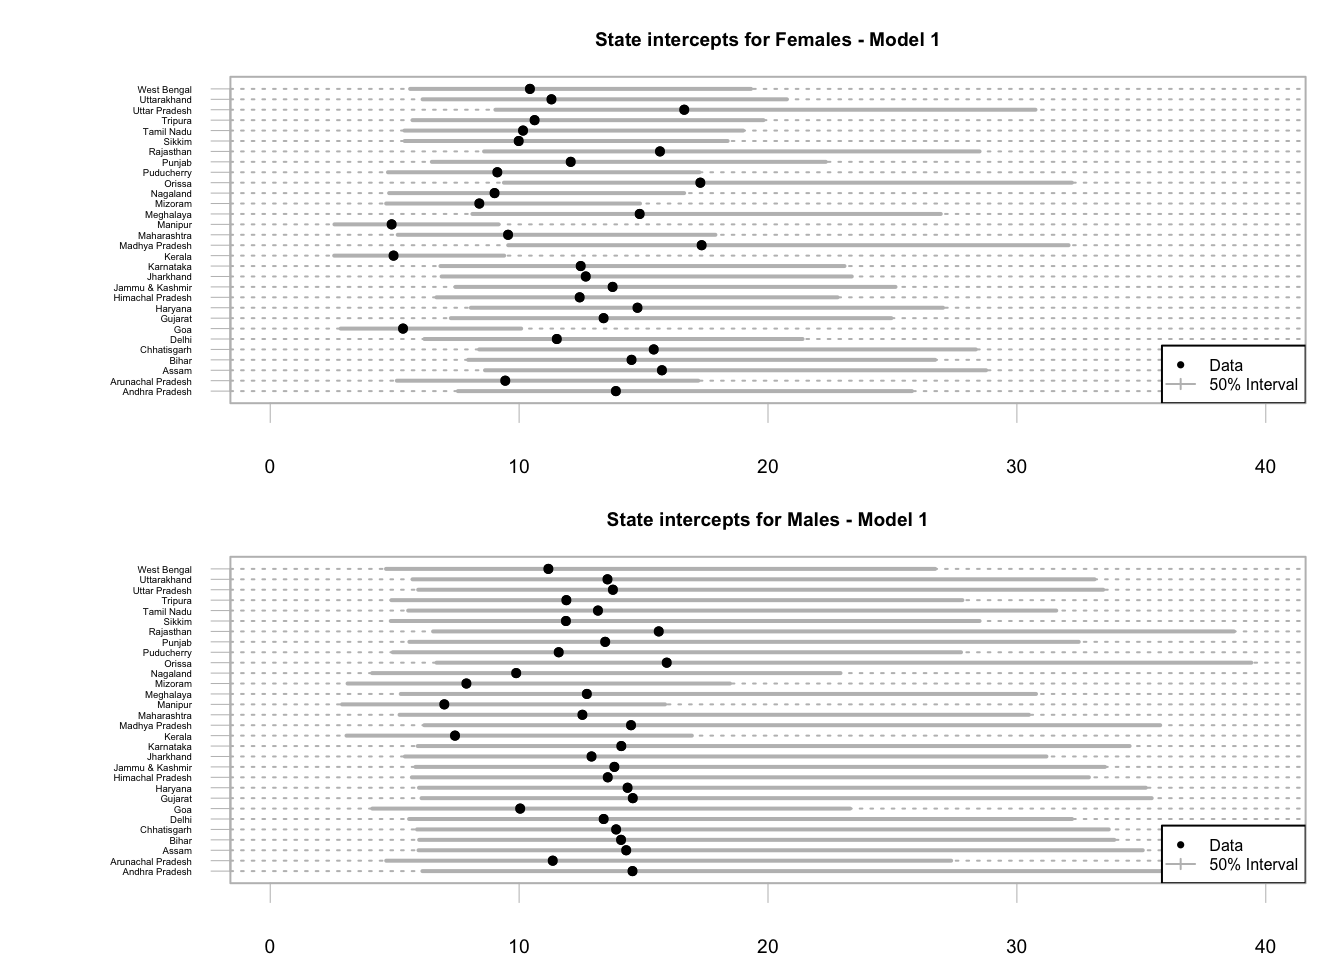 State intercepts for Females - Model 1
West Bengal
Uttarakhand
Uttar Pradesh
Tripura
Tamil Nadu
Sikkim
Rajasthan
Punjab
Puducherry
Orissa
Nagaland
Mizoram
Meghalaya
Manipur
Maharashtra
Madhya Pradesh
Kerala
Karnataka
Jharkhand
Jammu & Kashmir
Himachal Pradesh
Haryana
Gujarat
Goa
Delhi
Chhatisgarh
Bihar
Assam
Arunachal Pradesh
Andhra Pradesh
Data
50% Interval
0 10 20 30 40
State intercepts for Males - Model 1
West Bengal
Uttarakhand
Uttar Pradesh
Tripura
Tamil Nadu
Sikkim
Rajasthan
Punjab
Puducherry
Orissa
Nagaland
Mizoram
Meghalaya
Manipur
Maharashtra
Madhya Pradesh
Kerala
Karnataka
Jharkhand
Jammu & Kashmir
Himachal Pradesh
Haryana
Gujarat
Goa
Delhi
Chhatisgarh
Bihar
Assam
Arunachal Pradesh
Andhra Pradesh
Data
50% Interval
0 10 20 30 40